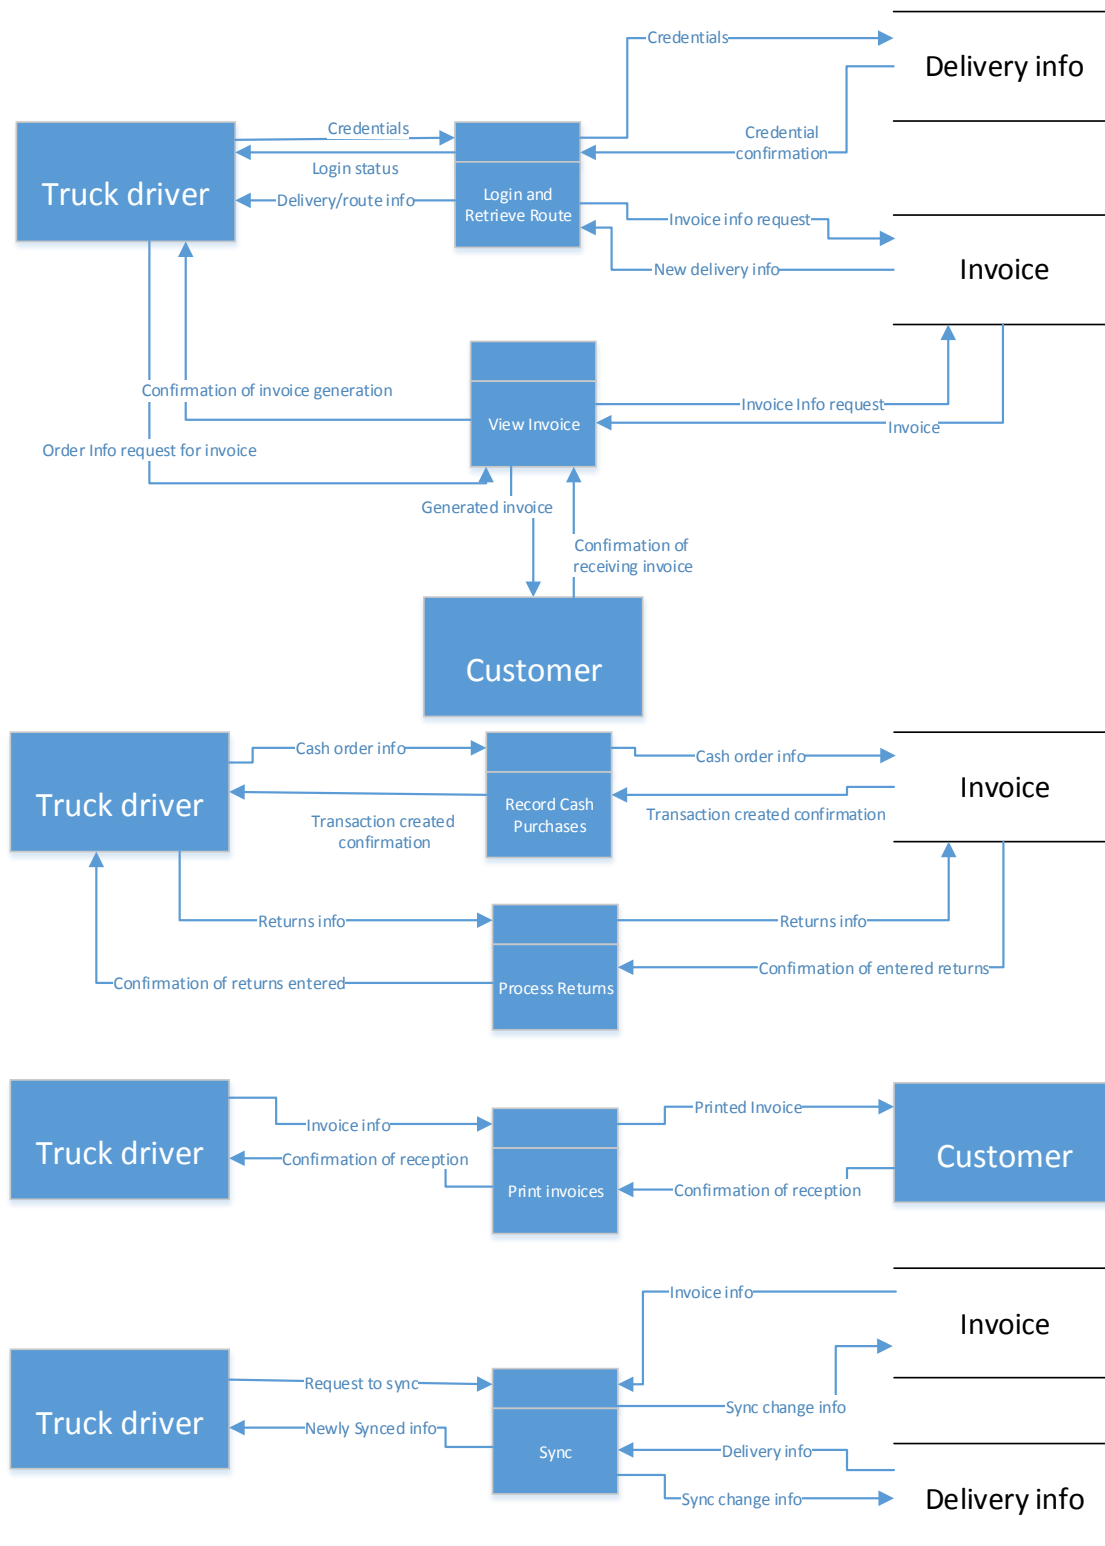 Credentials
Delivery info
Credentials
Credential
confirmation
Truck driver
Login status
Login and
Retrieve Route
Delivery/route info
Invoice info request
Invoice
New delivery info
Confirmation of invoice generation
Invoice Info request
View Invoice
Invoice
Order Info request for invoice
Generated invoice
Confirmation of
receiving invoice
Customer
Cash order info
Cash order info
Truck driver
Record Cash
Purchases
Invoice
Transaction created
confirmation
Transaction created confirmation
Returns info
Returns info
Confirmation of entered returns
Confirmation of returns entered
Process Returns
Printed Invoice
Invoice info
Truck driver
Confirmation of reception
Customer
Print invoices
Confirmation of reception
Invoice info
Invoice
Request to sync
Sync change info
Truck driver
Newly Synced info
Sync
Delivery info
Sync change info
Delivery info